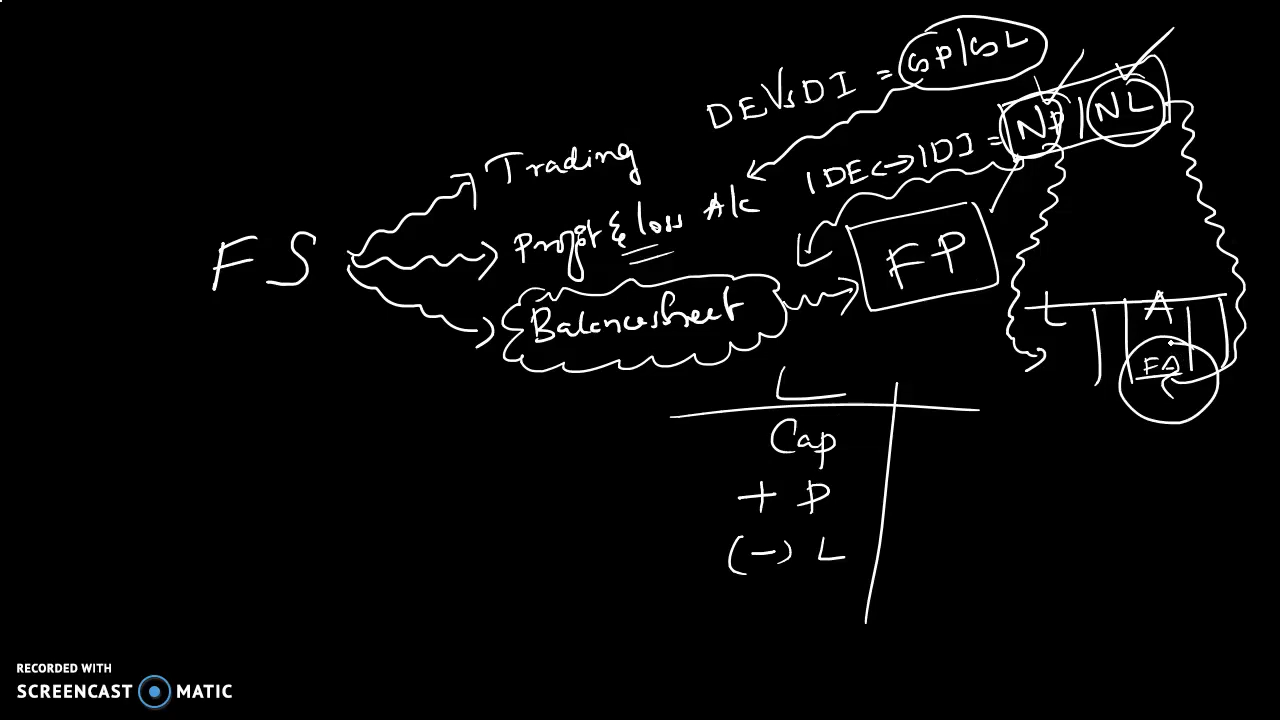 DE Vs DI = GP/GL
IDE <-> IDI = NP | NL
Trading
Profit & loss A/c
FS
FP
Balancesheet
L A
FA
L
Cap
+ P
(-) L
RECORDED WITH
SCREENCAST MATIC